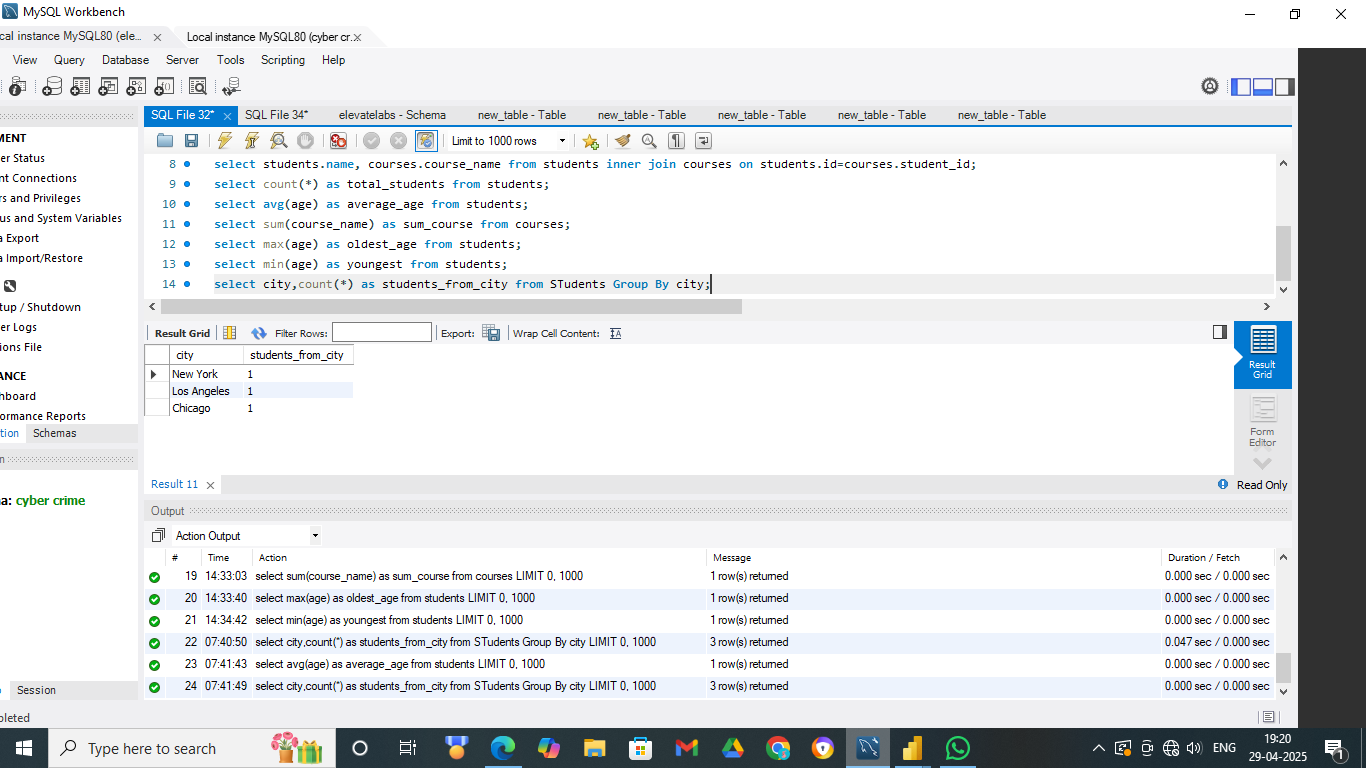 MySQL Workbench
cal instance MySQL80 (ele...
Local instance MySQL80 (cyber cr...
View Query Database Server Tools Scripting Help
SQL File 32* SQL File 34* elevatelabs - Schema new_table - Table new_table - Table new_table - Table new_table - Table new_table - Table
Limit to 1000 rows
MENT
er Status
ent Connections
rs and Privileges
us and System Variables
a Export
a Import/Restore
tup / Shutdown
er Logs
ions File
ANCE
hboard
ormance Reports
tion Schemas
n
na: cyber crime
Session
pleted
8 select students.name, courses.course_name from students inner join courses on students.id=courses.student_id;
9 select count(*) as total_students from students;
10 select avg(age) as average_age from students;
11 select sum(course_name) as sum_course from courses;
12 select max(age) as oldest_age from students;
13 select min(age) as youngest from students;
14 select city,count(*) as students_from_city from STudents Group By city;
Result Grid Filter Rows: Export: Wrap Cell Content:
city students_from_city
New York 1
Los Angeles 1
Chicago 1
Result Grid
Form Editor
Result 11
Read Only
Output
Action Output
# Time Action Message Duration / Fetch
19 14:33:03 select sum(course_name) as sum_course from courses LIMIT 0, 1000 1 row(s) returned 0.000 sec / 0.000 sec
20 14:33:40 select max(age) as oldest_age from students LIMIT 0, 1000 1 row(s) returned 0.000 sec / 0.000 sec
21 14:34:42 select min(age) as youngest from students LIMIT 0, 1000 1 row(s) returned 0.000 sec / 0.000 sec
22 07:40:50 select city,count(*) as students_from_city from STudents Group By city LIMIT 0, 1000 3 row(s) returned 0.047 sec / 0.000 sec
23 07:41:43 select avg(age) as average_age from students LIMIT 0, 1000 1 row(s) returned 0.000 sec / 0.000 sec
24 07:41:49 select city,count(*) as students_from_city from STudents Group By city LIMIT 0, 1000 3 row(s) returned 0.000 sec / 0.000 sec
Type here to search
ENG
19:20
29-04-2025
1